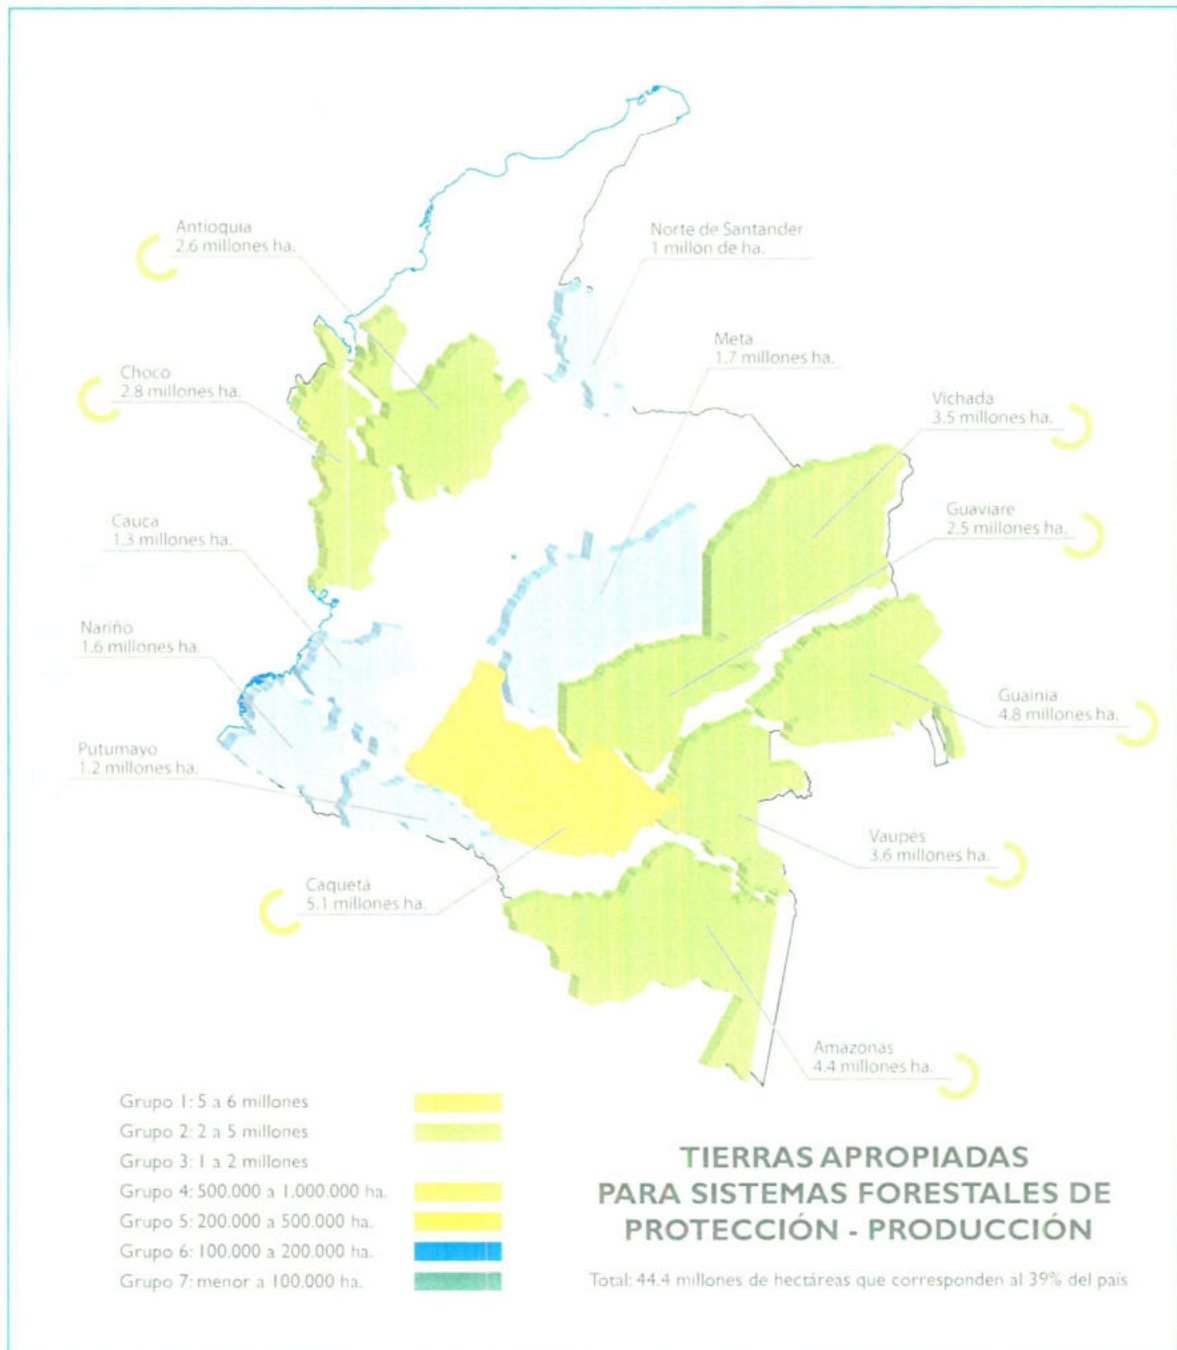 Antioquia
2.6 millones ha.
Norte de Santander
1 millón de ha.
Meta
1.7 millones ha.
Choco
2.8 millones ha.
Vichada
3.5 millones ha.
Guaviare
2.5 millones ha.
Cauca
1.3 millones ha.
Nariño
1.6 millones ha.
Guainia
4.8 millones ha.
Putumayo
1.2 millones ha.
Vaupés
3.6 millones ha.
Caquetá
5.1 millones ha.
Amazonas
4.4 millones ha.
Grupo 1: 5 a 6 millones
Grupo 2: 2 a 5 millones
Grupo 3: 1 a 2 millones
Grupo 4: 500.000 a 1.000.000 ha.
Grupo 5: 200.000 a 500.000 ha.
Grupo 6: 100.000 a 200.000 ha.
Grupo 7: menor a 100.000 ha.
TIERRAS APROPIADAS
PARA SISTEMAS FORESTALES DE
PROTECCIÓN - PRODUCCIÓN
Total: 44.4 millones de hectáreas que corresponden al 39% del país